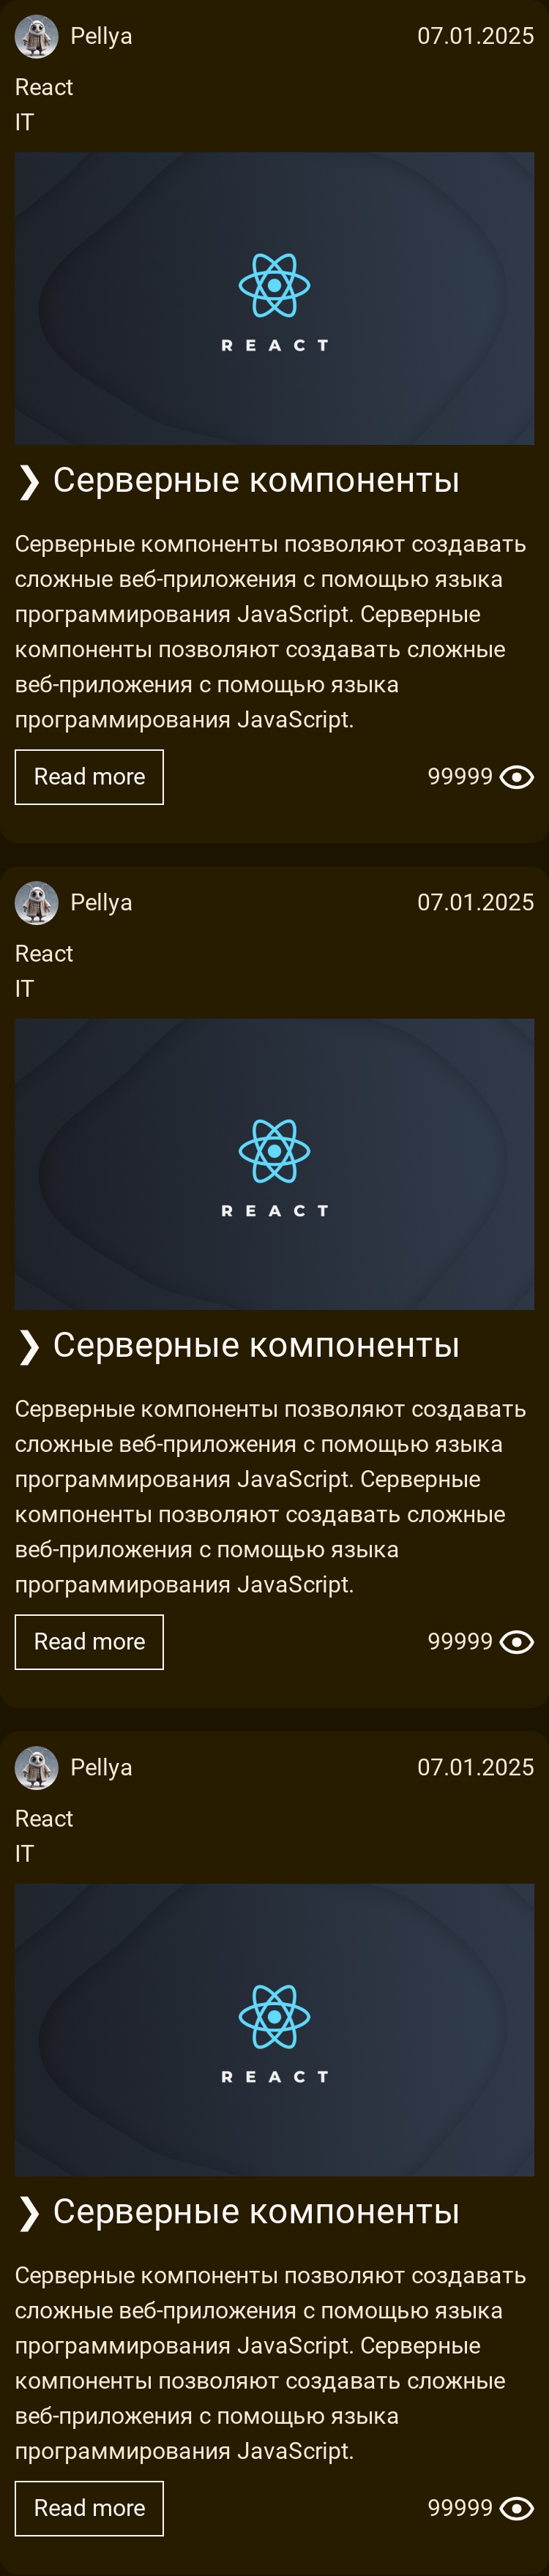 Pellya 07.01.2025
React
IT
R E A C T
❯ Серверные компоненты
Серверные компоненты позволяют создавать
сложные веб-приложения с помощью языка
программирования JavaScript. Серверные
компоненты позволяют создавать сложные
веб-приложения с помощью языка
программирования JavaScript.
Read more 99999
Pellya 07.01.2025
React
IT
R E A C T
❯ Серверные компоненты
Серверные компоненты позволяют создавать
сложные веб-приложения с помощью языка
программирования JavaScript. Серверные
компоненты позволяют создавать сложные
веб-приложения с помощью языка
программирования JavaScript.
Read more 99999
Pellya 07.01.2025
React
IT
R E A C T
❯ Серверные компоненты
Серверные компоненты позволяют создавать
сложные веб-приложения с помощью языка
программирования JavaScript. Серверные
компоненты позволяют создавать сложные
веб-приложения с помощью языка
программирования JavaScript.
Read more 99999